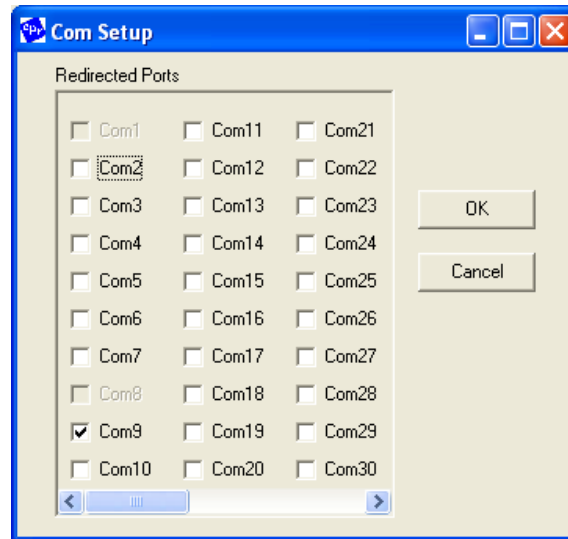 cpr Com Setup
Redirected Ports
Com1 Com11 Com21
Com2 Com12 Com22
Com3 Com13 Com23
OK
Com4 Com14 Com24
Com5 Com15 Com25
Cancel
Com6 Com16 Com26
Com7 Com17 Com27
Com8 Com18 Com28
Com9 Com19 Com29
Com10 Com20 Com30